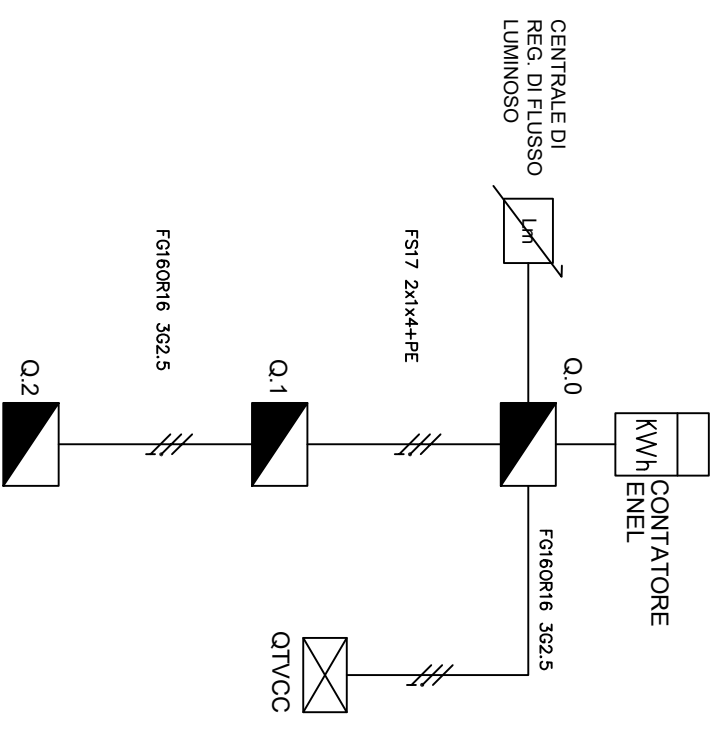 CENTRALE DI
REG. DI FLUSSO
LUMINOSO
Lm
Q.0
KWh
CONTATORE
ENEL
FS17 2x1x4+PE
FG16OR16 3G2.5
Q.1
QTVCC
FG16OR16 3G2.5
Q.2